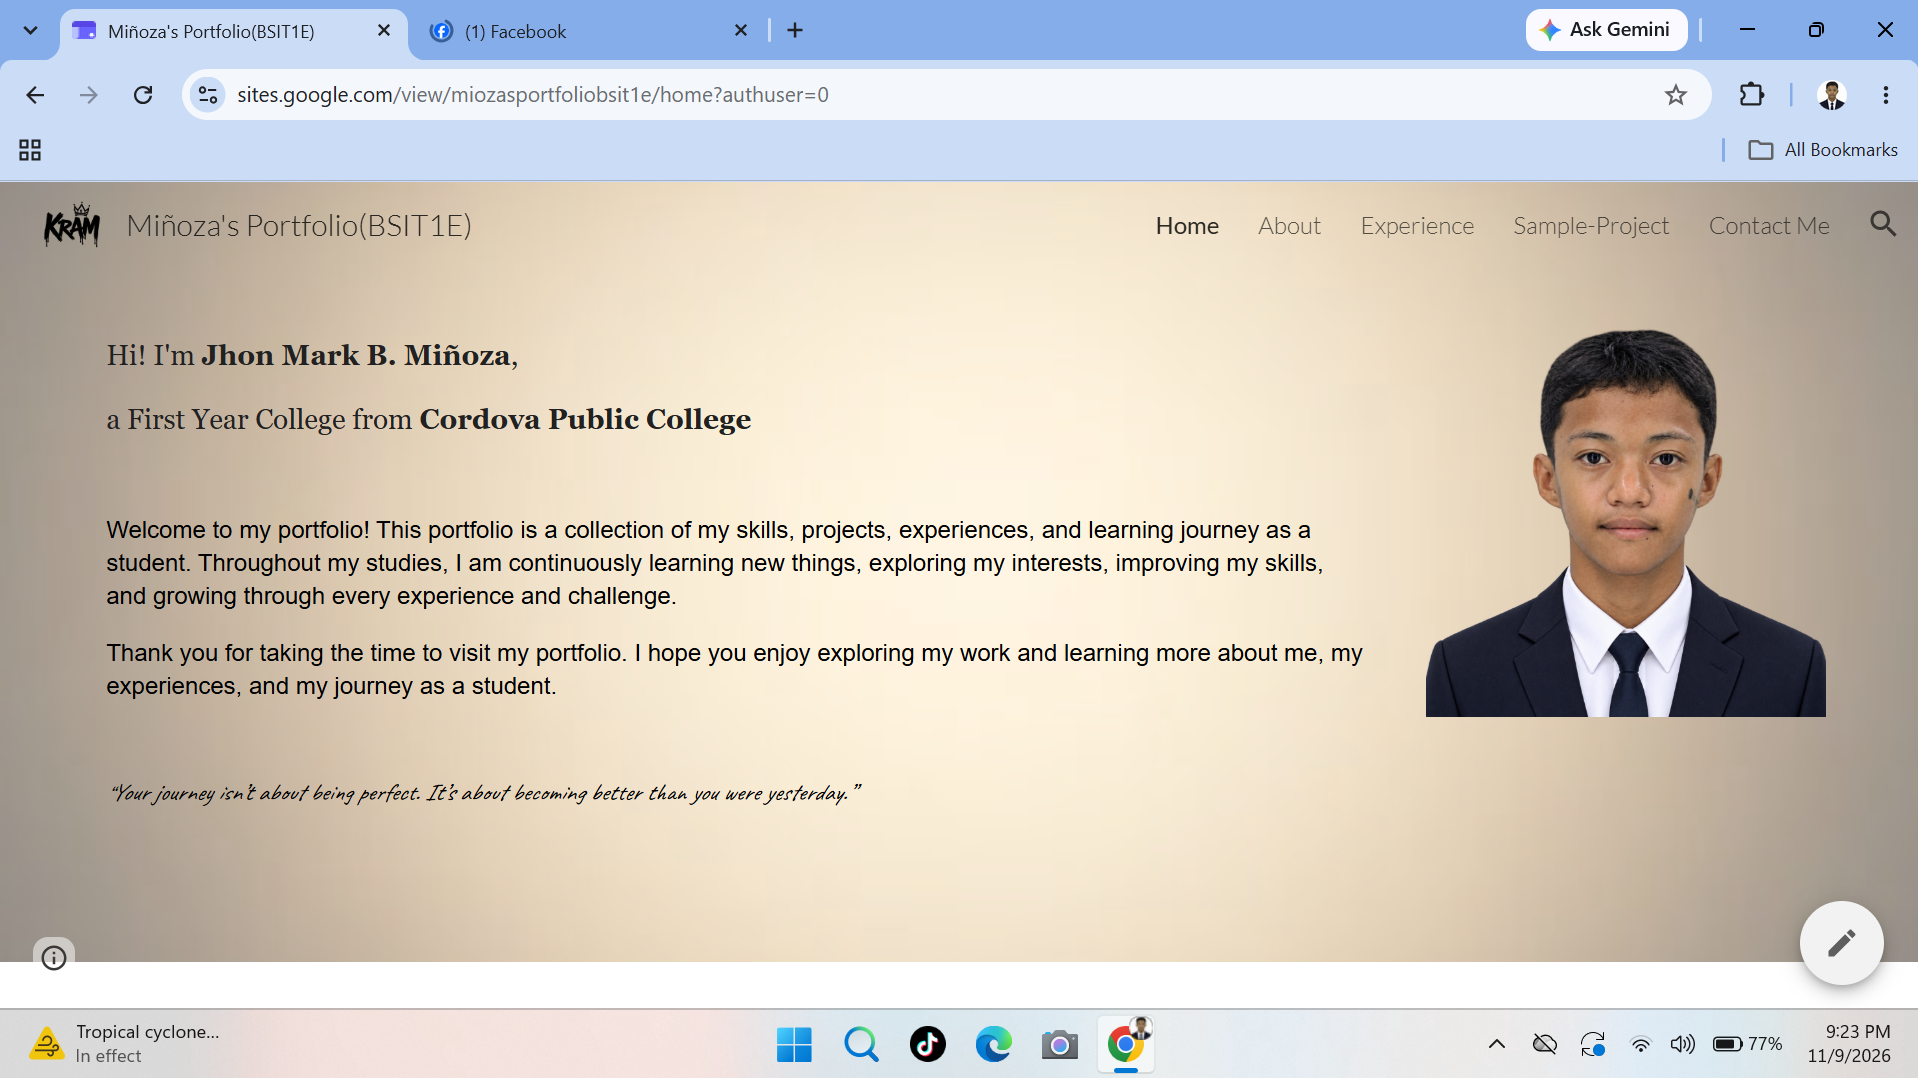 Miñoza's Portfolio(BSIT1E)
(1) Facebook
Ask Gemini
sites.google.com/view/miozasportfoliobsit1e/home?authuser=0
All Bookmarks
KRAM
Miñoza's Portfolio(BSIT1E)
Home
About
Experience
Sample-Project
Contact Me
Hi! I'm Jhon Mark B. Miñoza,
a First Year College from Cordova Public College
Welcome to my portfolio! This portfolio is a collection of my skills, projects, experiences, and learning journey as a
student. Throughout my studies, I am continuously learning new things, exploring my interests, improving my skills,
and growing through every experience and challenge.
Thank you for taking the time to visit my portfolio. I hope you enjoy exploring my work and learning more about me, my
experiences, and my journey as a student.
“Your journey isn’t about being perfect. It’s about becoming better than you were yesterday.”
Tropical cyclone...
In effect
77%
9:23 PM
11/9/2026